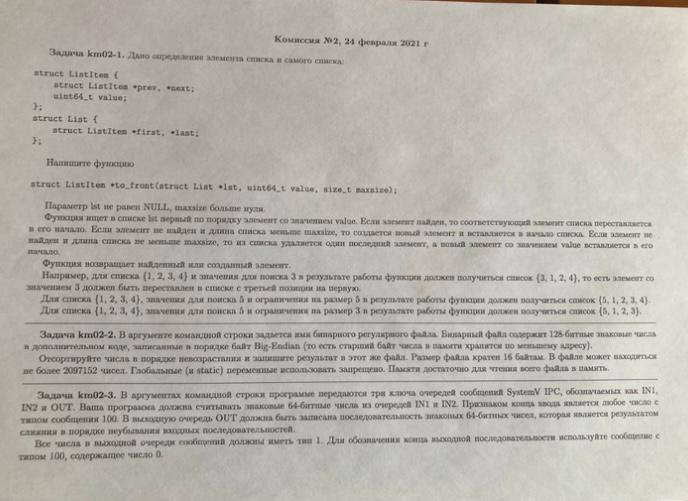 Комиссия №2, 24 февраля 2021 г
Задача km02-1. Дано определение элемента списка и самого списка:
struct ListItem {
struct ListItem *prev, *next;
uint64_t value;
};
struct List {
struct ListItem *first, *last;
};
Напишите функцию
struct ListItem *to_front(struct List *lst, uint64_t value, size_t maxsize);
Параметр lst не равен NULL, maxsize больше нуля.
Функция ищет в списке lst первый по порядку элемент со значением value. Если элемент найден, то соответствующий элемент списка переставляется
в его начало. Если элемент не найден и длина списка меньше maxsize, то создается новый элемент и вставляется в начало списка. Если элемент не
найден и длина списка не меньше maxsize, то из списка удаляется один последний элемент, а новый элемент со значением value вставляется в его
начало.
Функция возвращает найденный или созданный элемент.
Например, для списка {1, 2, 3, 4} и значения для поиска 3 в результате работы функции должен получиться список {3, 1, 2, 4}, то есть элемент со
значением 3 должен быть переставлен в списке с третьей позиции на первую.
Для списка {1, 2, 3, 4}, значения для поиска 5 и ограничения на размер 5 в результате работы функции должен получиться список {5, 1, 2, 3, 4}.
Для списка {1, 2, 3, 4}, значения для поиска 5 и ограничения на размер 3 в результате работы функции должен получиться список {5, 1, 2, 3}.
Задача km02-2. В аргументе командной строки задается имя бинарного регулярного файла. Бинарный файл содержит 128-битные знаковые числа
в дополнительном коде, записанные в порядке байт Big-Endian (то есть старший байт числа в памяти хранится по меньшему адресу).
Отсортируйте числа в порядке невозрастания и запишите результат в этот же файл. Размер файла кратен 16 байтам. В файле может находиться
не более 2097152 чисел. Глобальные (и static) переменные использовать запрещено. Памяти достаточно для чтения всего файла в память.
Задача km02-3. В аргументах командной строки программе передаются три ключа очередей сообщений SystemV IPC, обозначаемых как IN1,
IN2 и OUT. Ваша программа должна считывать знаковые 64-битные числа из очередей IN1 и IN2. Признаком конца ввода является любое число с
типом сообщения 100. В выходную очередь OUT должна быть записана последовательность знаковых 64-битных чисел, которая является результатом
слияния в порядке неубывания входных последовательностей.
Все числа в выходной очереди сообщений должны иметь тип 1. Для обозначения конца выходной последовательности используйте сообщение с
типом 100, содержащее число 0.